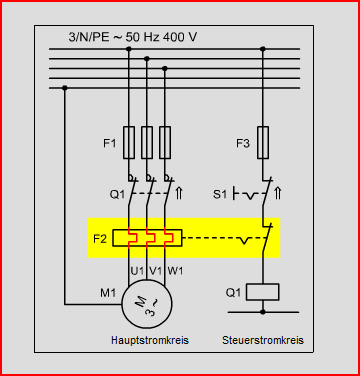 3/N/PE ~ 50 Hz 400 V
F1
F3
Q1
S1
F2
U1 V1 W1
M1
M
3 ~
Q1
Hauptstromkreis
Steuerstromkreis